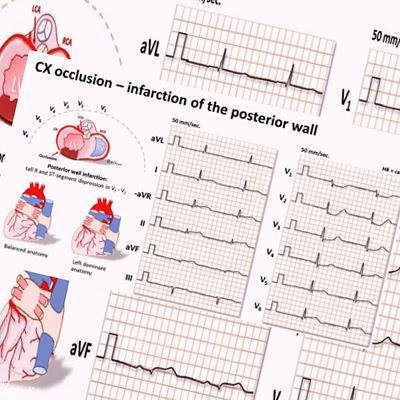 m/sec.
LCA
CX
RCA
aVL
50 mm/
V1
CX occlusion – infarction of the posterior wall
50 mm/sec.
50 mm/sec.
aVL
I
-aVR
II
aVF
III
V1
V2
V3
V4
V5
V6
Posterior wall infarction:
tall R and ST-segment depression in V1 - V3
Balanced anatomy
Left dominant
anatomy
aVF
V